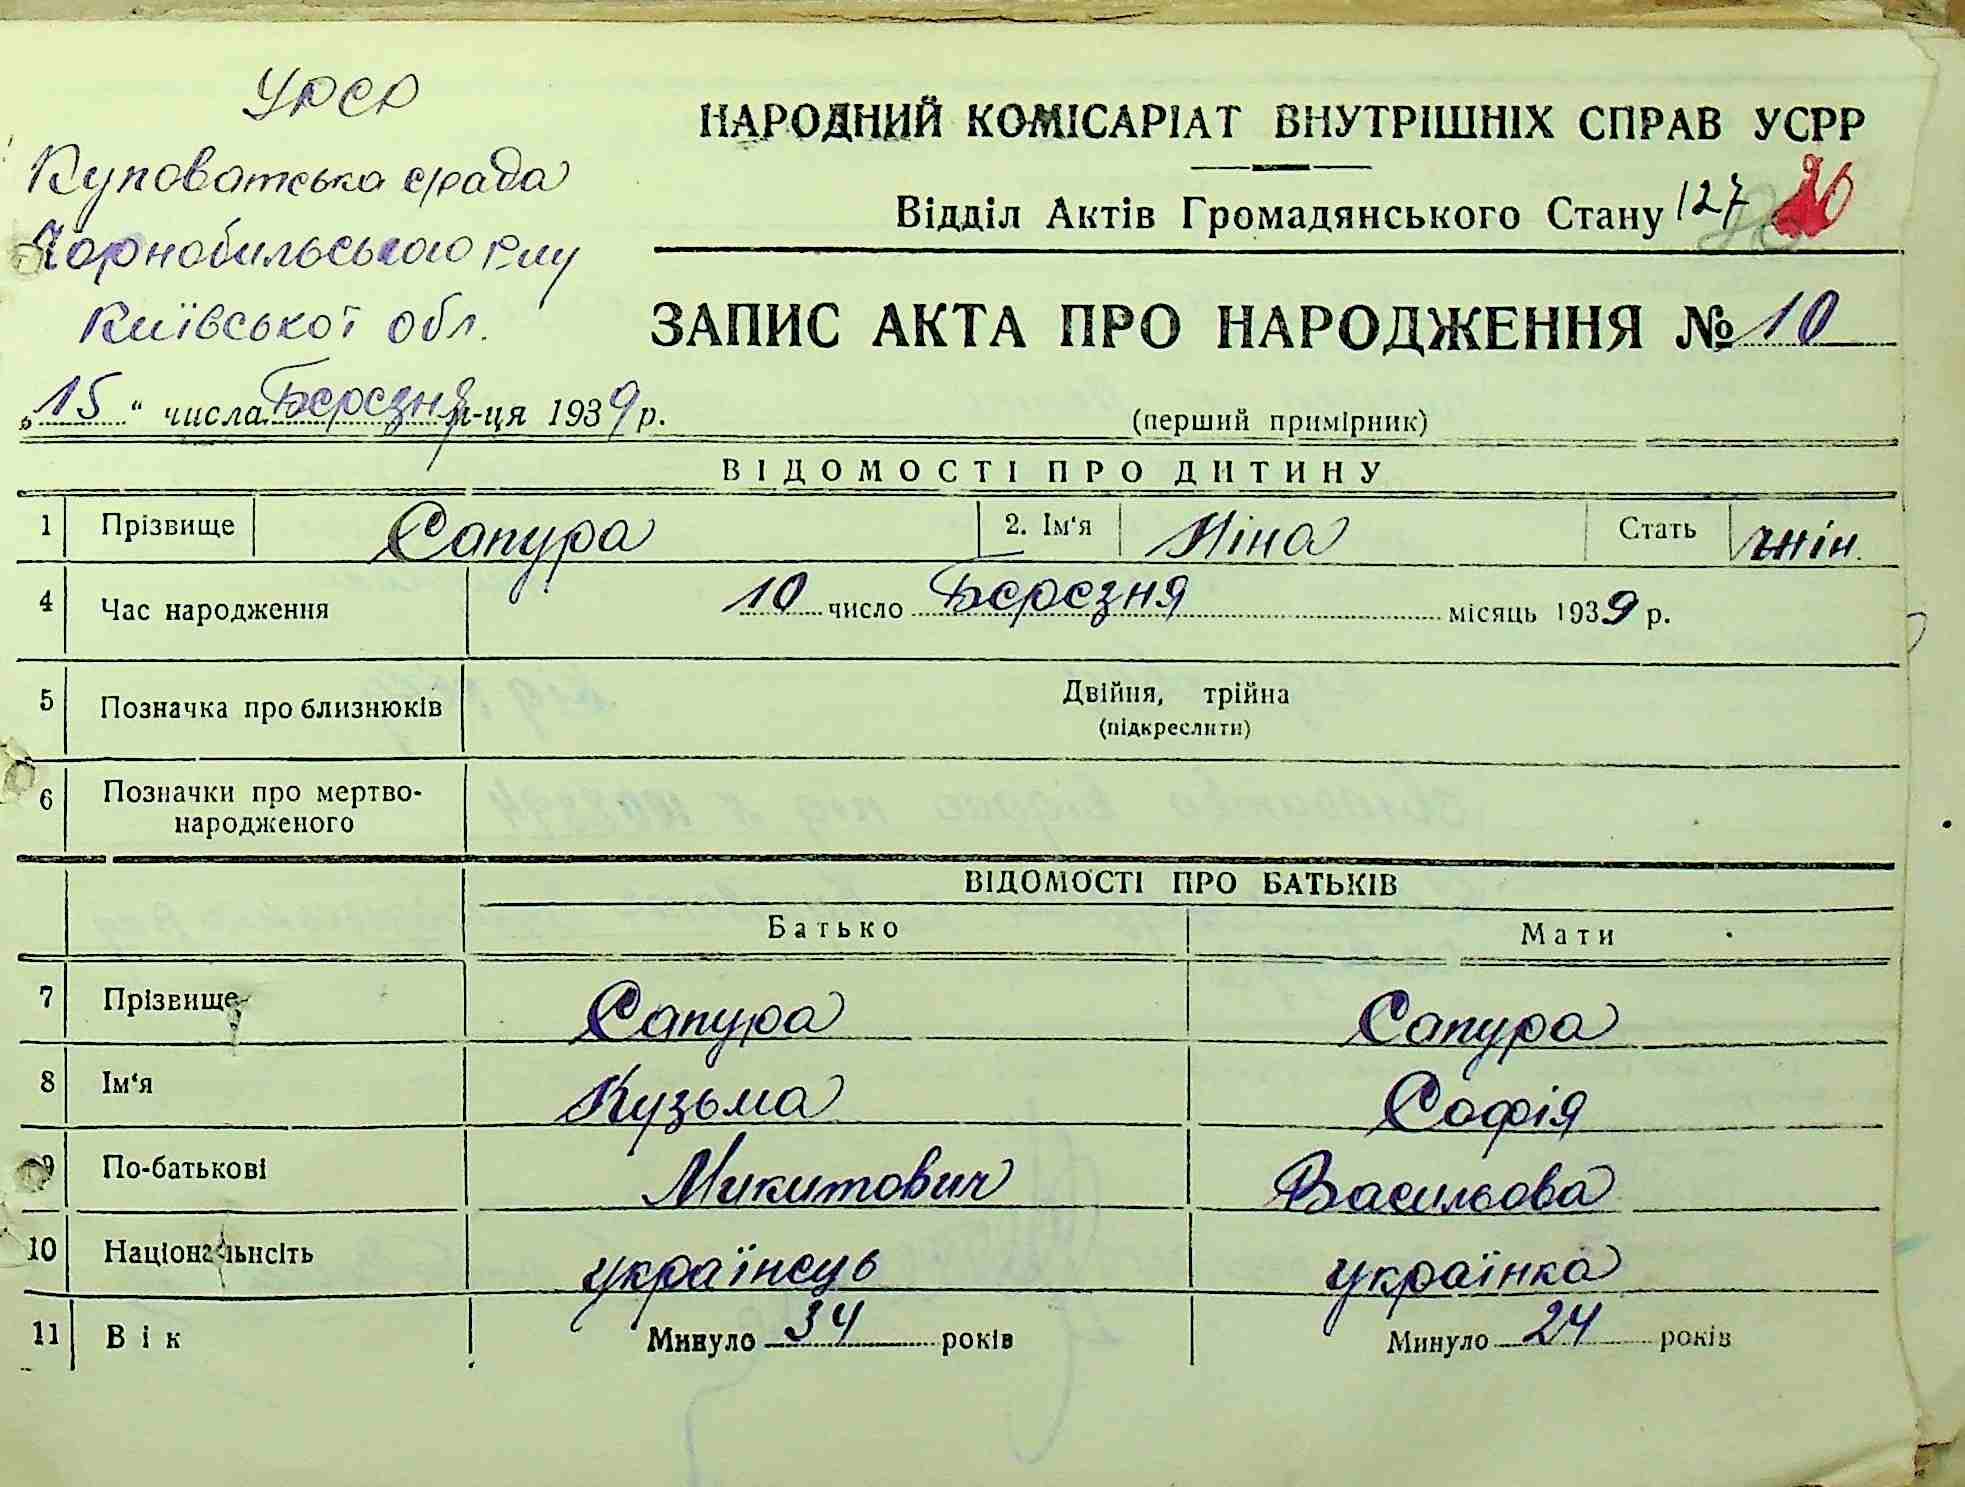 УРСР
Куповатська с/рада
Чорнобильського р-ну
Київської обл.
НАРОДНИЙ КОМІСАРІАТ ВНУТРІШНІХ СПРАВ УСРР
Відділ Актів Громадянського Стану 127 26
ЗАПИС АКТА ПРО НАРОДЖЕННЯ № 10
„15“ числа Березня м-ця 1939 р.
(перший примірник)
ВІДОМОСТІ ПРО ДИТИНУ
1 Прізвище Сапура 2. Ім'я Ніна Стать жін.
4 Час народження 10 число Березня місяць 1939 р.
5 Позначка про близнюків Двійня, трійна
(підкреслити)
6 Позначки про мертво-
народженого
ВІДОМОСТІ ПРО БАТЬКІВ
Батько Мати
7 Прізвище Сапура Сапура
8 Ім'я Кузьма Софія
9 По-батькові Микитович Васильова
10 Національнсіть українець українка
11 Вік Минуло 34 років Минуло 24 років